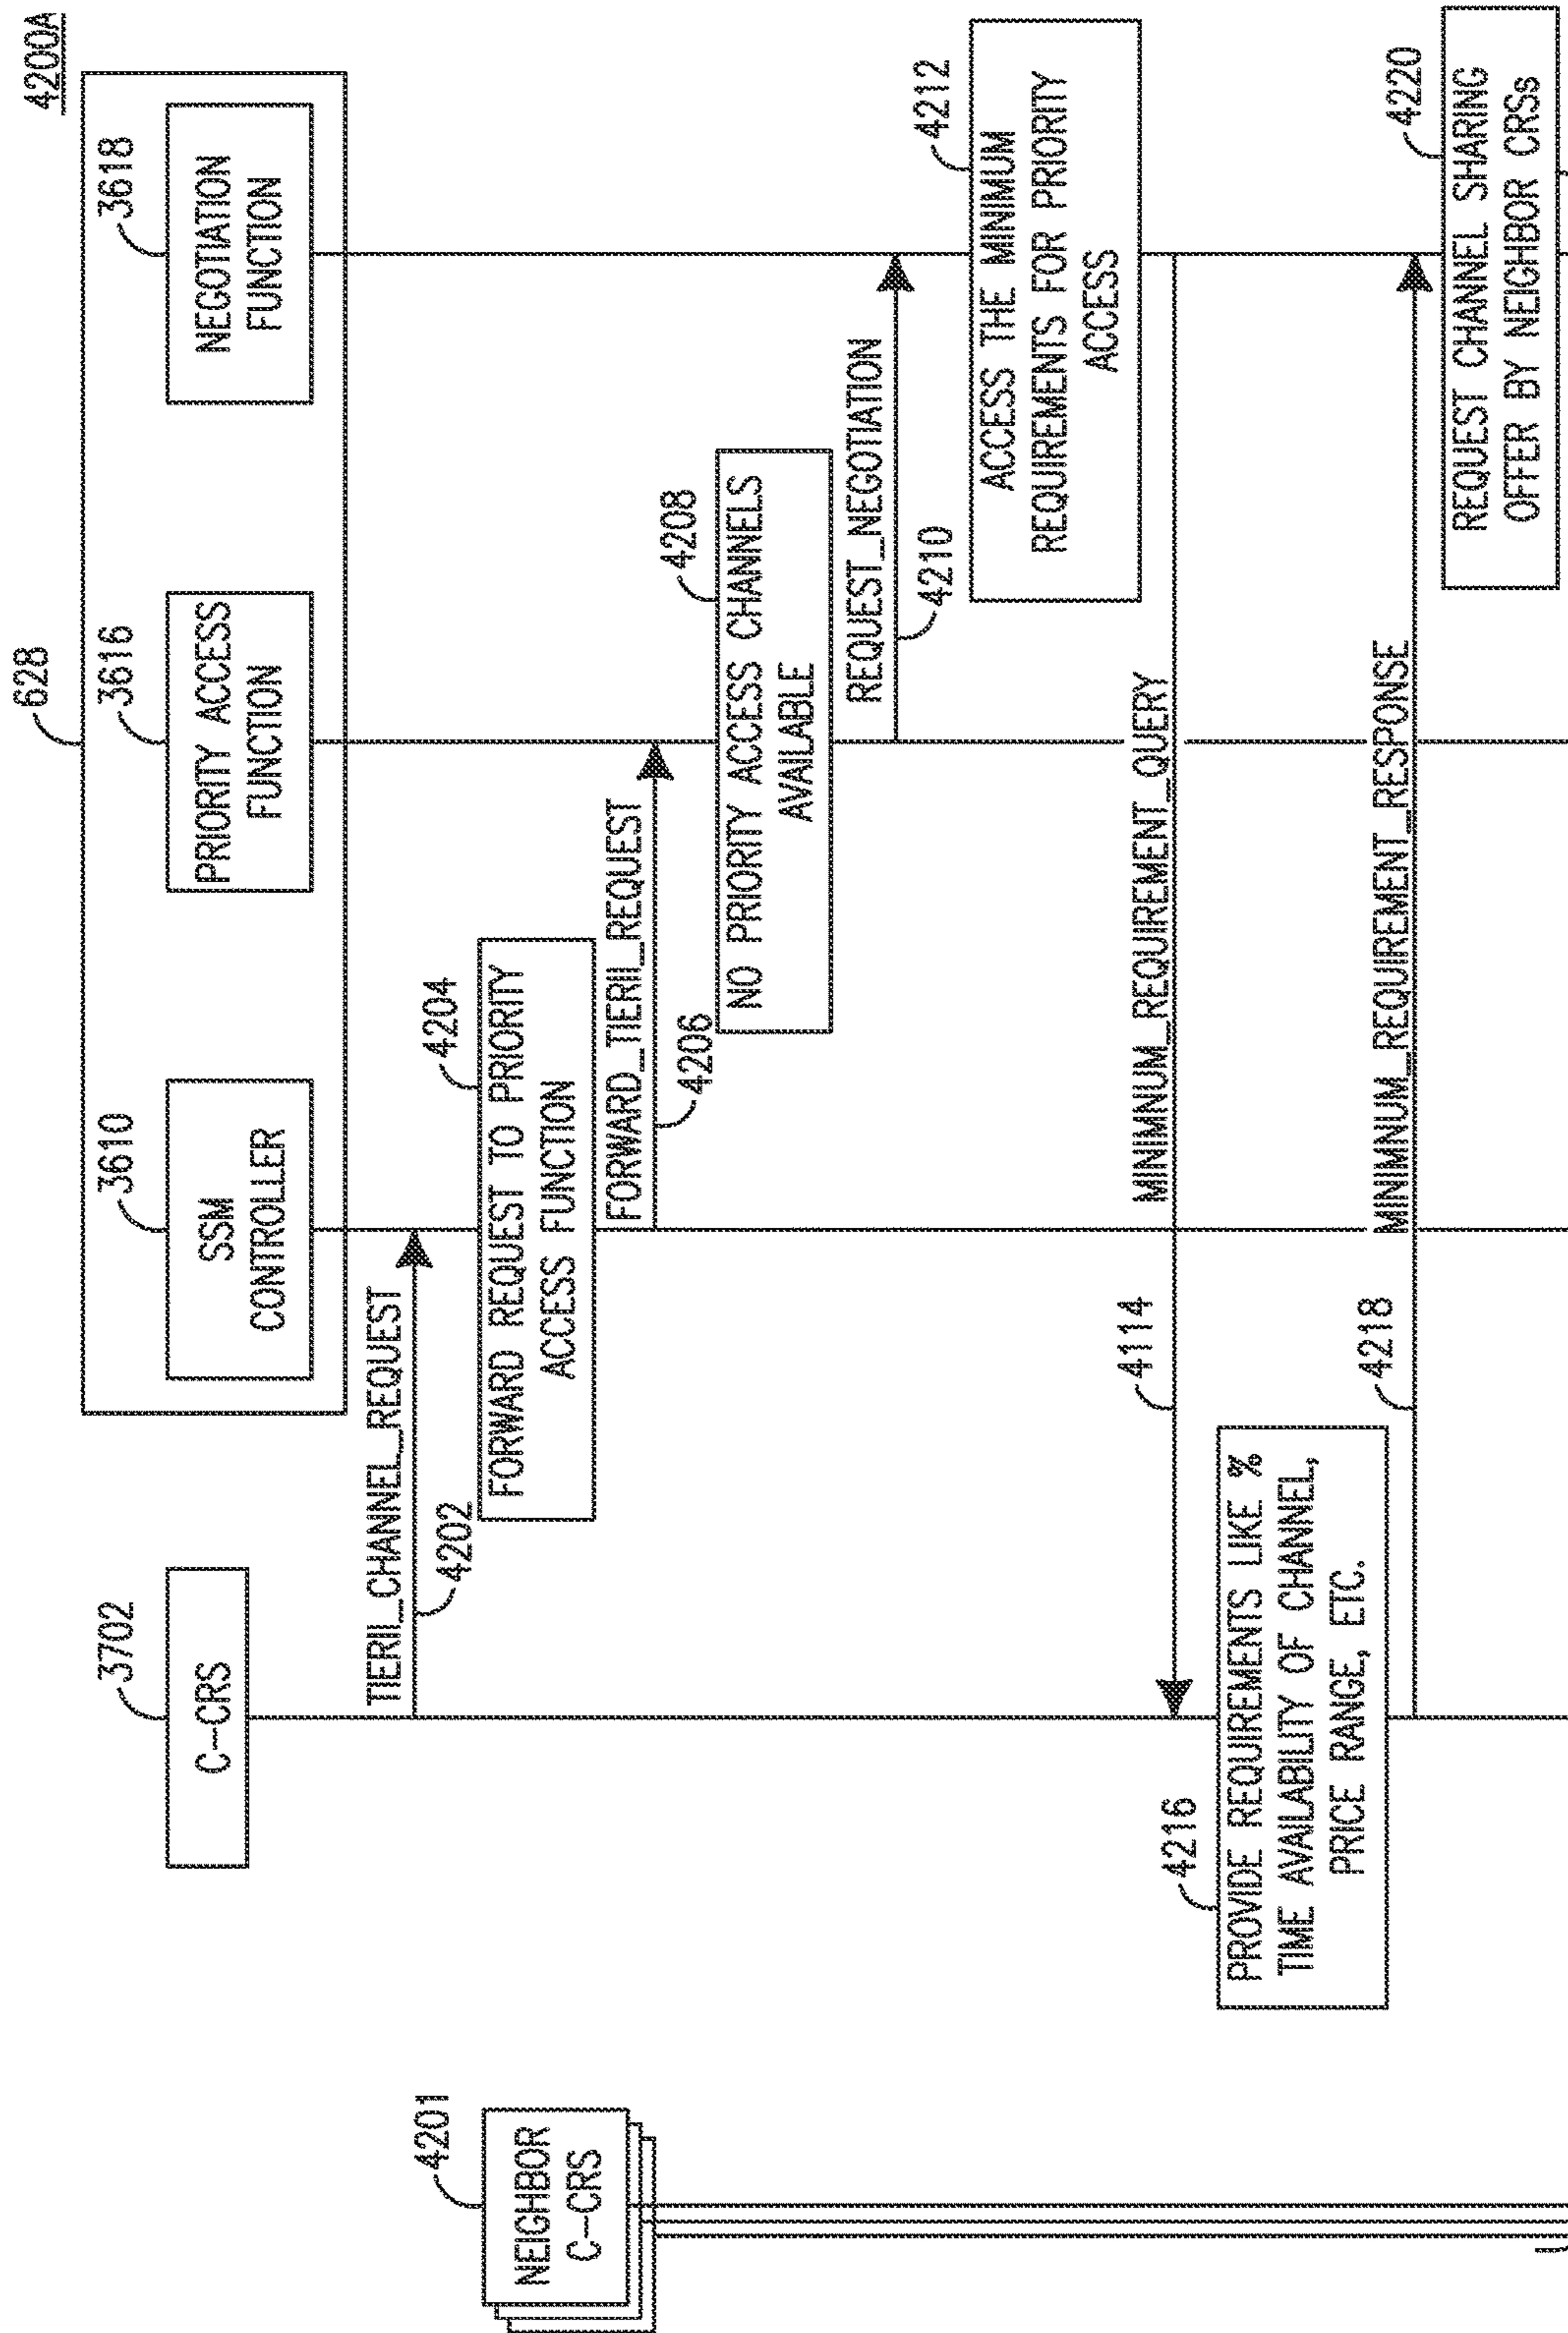 4200A
628
3702
C-CRS
3610
SSM
CONTROLLER
3616
PRIORITY ACCESS
FUNCTION
3618
NEGOTIATION
FUNCTION
4201
NEIGHBOR
C-CRS
TIERII_CHANNEL_REQUEST
4202
4204
FORWARD REQUEST TO PRIORITY
ACCESS FUNCTION
FORWARD_TIERII_REQUEST
4206
4208
NO PRIORITY ACCESS CHANNELS
AVAILABLE
REQUEST_NEGOTIATION
4210
4212
ACCESS THE MINIMUM
REQUIREMENTS FOR PRIORITY
ACCESS
MINIMNUM_REQUIREMENT_QUERY
4114
4216
PROVIDE REQUIREMENTS LIKE %
TIME AVAILABILITY OF CHANNEL,
PRICE RANGE, ETC.
MINIMNUM_REQUIREMENT_RESPONSE
4218
4220
REQUEST CHANNEL SHARING
OFFER BY NEIGHBOR CRSs